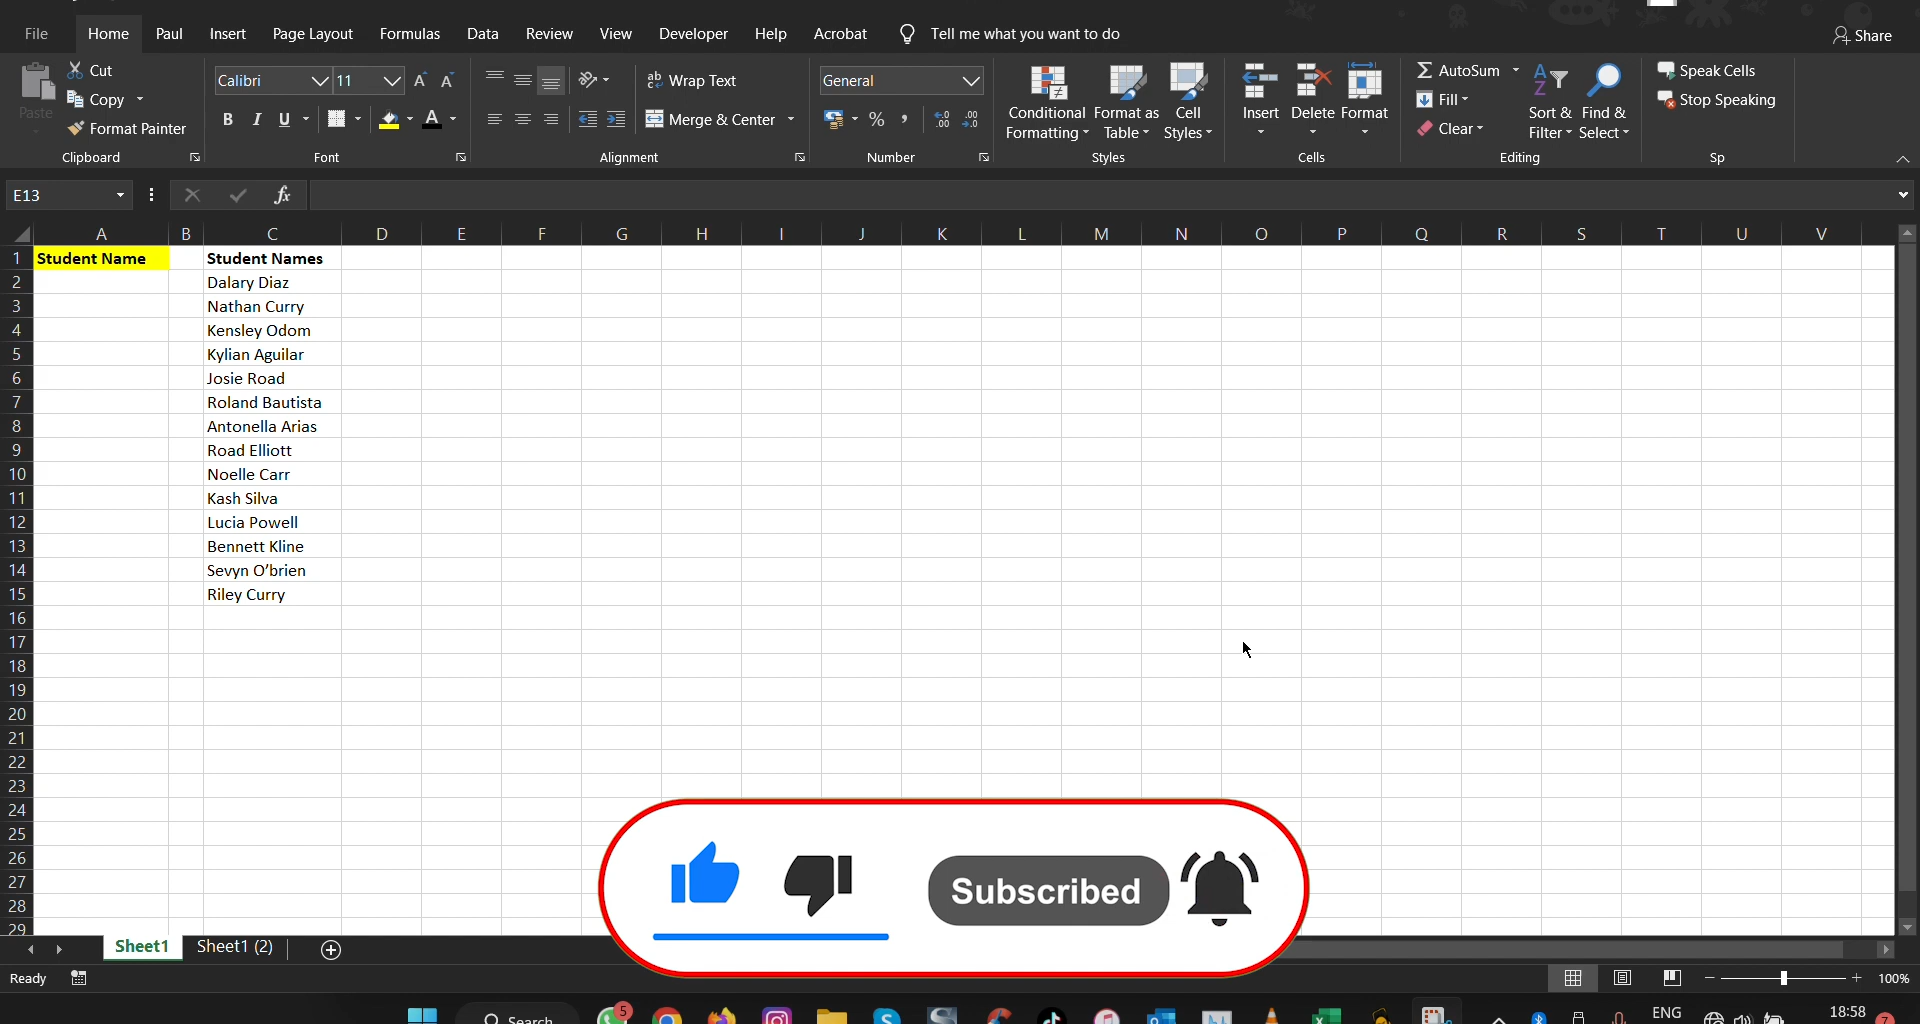 File Home Paul Insert Page Layout Formulas Data Review View Developer Help Acrobat Tell me what you want to do Share
Paste
Cut
Copy
Format Painter
Clipboard
Calibri 11
B I U A
Font
Wrap Text
Merge & Center
Alignment
General
Number
Conditional Formatting
Format as Table
Cell Styles
Styles
Insert Delete Format
Cells
AutoSum
Fill
Clear
Sort & Filter
Find & Select
Editing
Speak Cells
Stop Speaking
Sp
E13 fx
A B C D E F G H I J K L M N O P Q R S T U V
1 Student Name Student Names
2 Dalary Diaz
3 Nathan Curry
4 Kensley Odom
5 Kylian Aguilar
6 Josie Road
7 Roland Bautista
8 Antonella Arias
9 Road Elliott
10 Noelle Carr
11 Kash Silva
12 Lucia Powell
13 Bennett Kline
14 Sevyn O’brien
15 Riley Curry
16
17
18
19
20
21
22
23
24
25
26
27
28
29
Subscribed
Sheet1 Sheet1 (2)
Ready 100%
Search 5 ENG 18:58 7